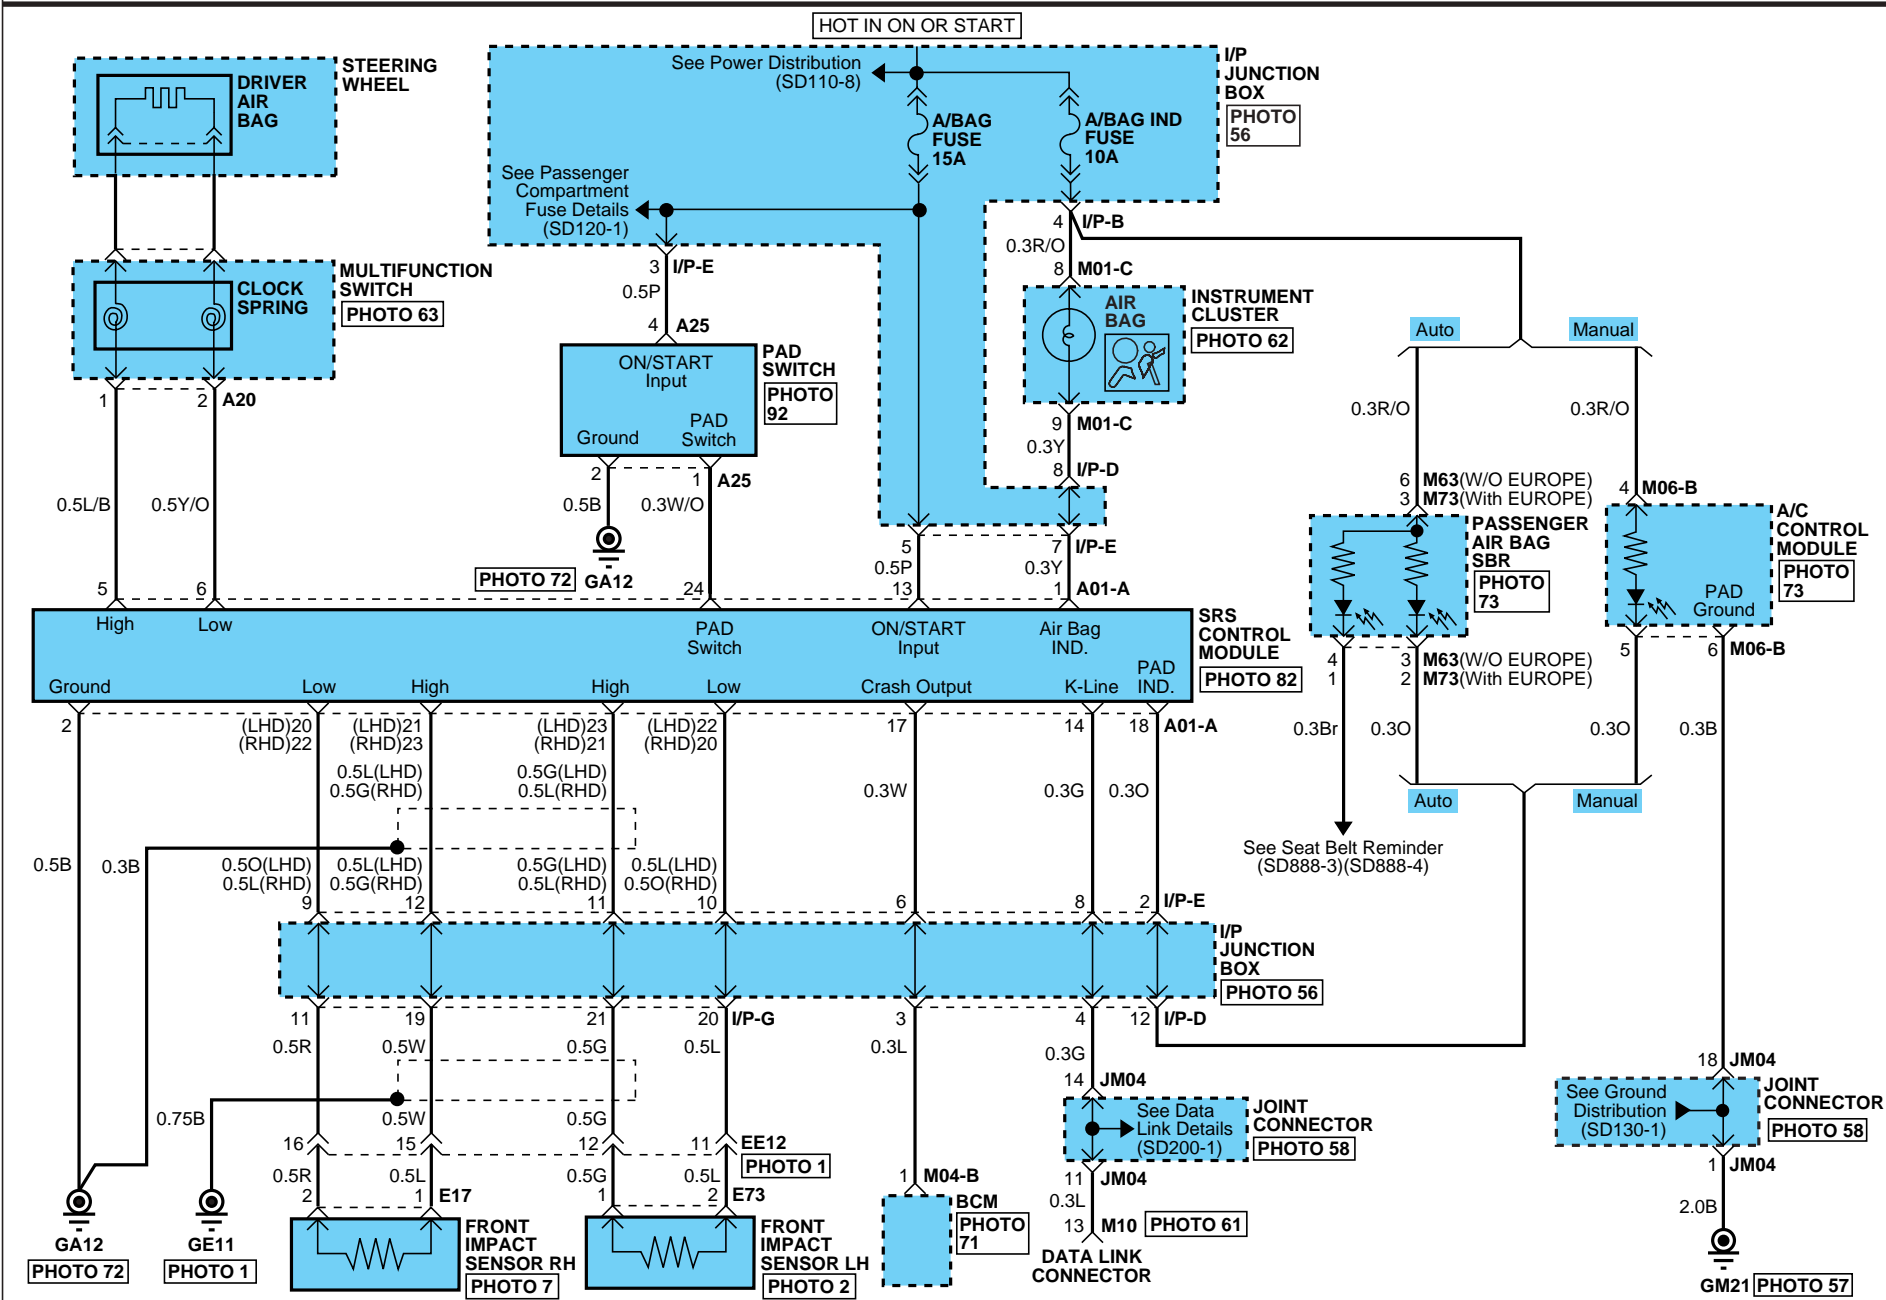 HOT IN ON OR START
STEERING
WHEEL
DRIVER
AIR
BAG
See Power Distribution
(SD110-8)
I/P
JUNCTION
BOX
PHOTO
56
A/BAG
FUSE
15A
A/BAG IND
FUSE
10A
See Passenger
Compartment
Fuse Details
(SD120-1)
4 I/P-B
0.3R/O
8 M01-C
3 I/P-E
0.5P
4 A25
MULTIFUNCTION
SWITCH
PHOTO 63
CLOCK
SPRING
1
2 A20
AIR
BAG
INSTRUMENT
CLUSTER
PHOTO 62
9 M01-C
0.3Y
8 I/P-D
ON/START
Input
PAD
SWITCH
PHOTO
92
Ground
PAD
Switch
2
1 A25
0.5B
0.3W/O
PHOTO 72
GA12
0.5L/B
0.5Y/O
5
7 I/P-E
0.5P
0.3Y
Auto
Manual
0.3R/O
0.3R/O
6 M63(W/O EUROPE)
3 M73(With EUROPE)
4 M06-B
PASSENGER
AIR BAG
SBR
PHOTO
73
A/C
CONTROL
MODULE
PHOTO
73
PAD
Ground
4
1
3 M63(W/O EUROPE)
2 M73(With EUROPE)
5
6 M06-B
0.3Br
0.3O
0.3O
0.3B
Auto
Manual
See Seat Belt Reminder
(SD888-3)(SD888-4)
5
6
24
13
1 A01-A
High
Low
PAD
Switch
ON/START
Input
Air Bag
IND.
SRS
CONTROL
MODULE
PHOTO 82
Ground
Low
High
High
Low
Crash Output
K-Line
PAD
IND.
2
(LHD)20
(RHD)22
(LHD)21
(RHD)23
(LHD)23
(RHD)21
(LHD)22
(RHD)20
17
14
18 A01-A
0.5L(LHD)
0.5G(RHD)
0.5G(LHD)
0.5L(RHD)
0.3W
0.3G
0.3O
0.5B
0.3B
0.5O(LHD)
0.5L(RHD)
0.5L(LHD)
0.5G(RHD)
0.5G(LHD)
0.5L(RHD)
0.5L(LHD)
0.5O(RHD)
9
12
11
10
6
8
2 I/P-E
I/P
JUNCTION
BOX
PHOTO 56
11
19
21
20 I/P-G
3
4
12 I/P-D
0.5R
0.5W
0.5G
0.5L
0.3L
0.3G
0.75B
0.5W
0.5G
16
15
12
11 EE12
PHOTO 1
0.5R
0.5L
0.5G
0.5L
2
1 E17
1
2 E73
14 JM04
See Data
Link Details
(SD200-1)
JOINT
CONNECTOR
PHOTO 58
11 JM04
0.3L
13 M10 PHOTO 61
DATA LINK
CONNECTOR
1 M04-B
BCM
PHOTO
71
18 JM04
See Ground
Distribution
(SD130-1)
JOINT
CONNECTOR
PHOTO 58
1 JM04
2.0B
GM21 PHOTO 57
GA12
PHOTO 72
GE11
PHOTO 1
FRONT
IMPACT
SENSOR RH
PHOTO 7
FRONT
IMPACT
SENSOR LH
PHOTO 2